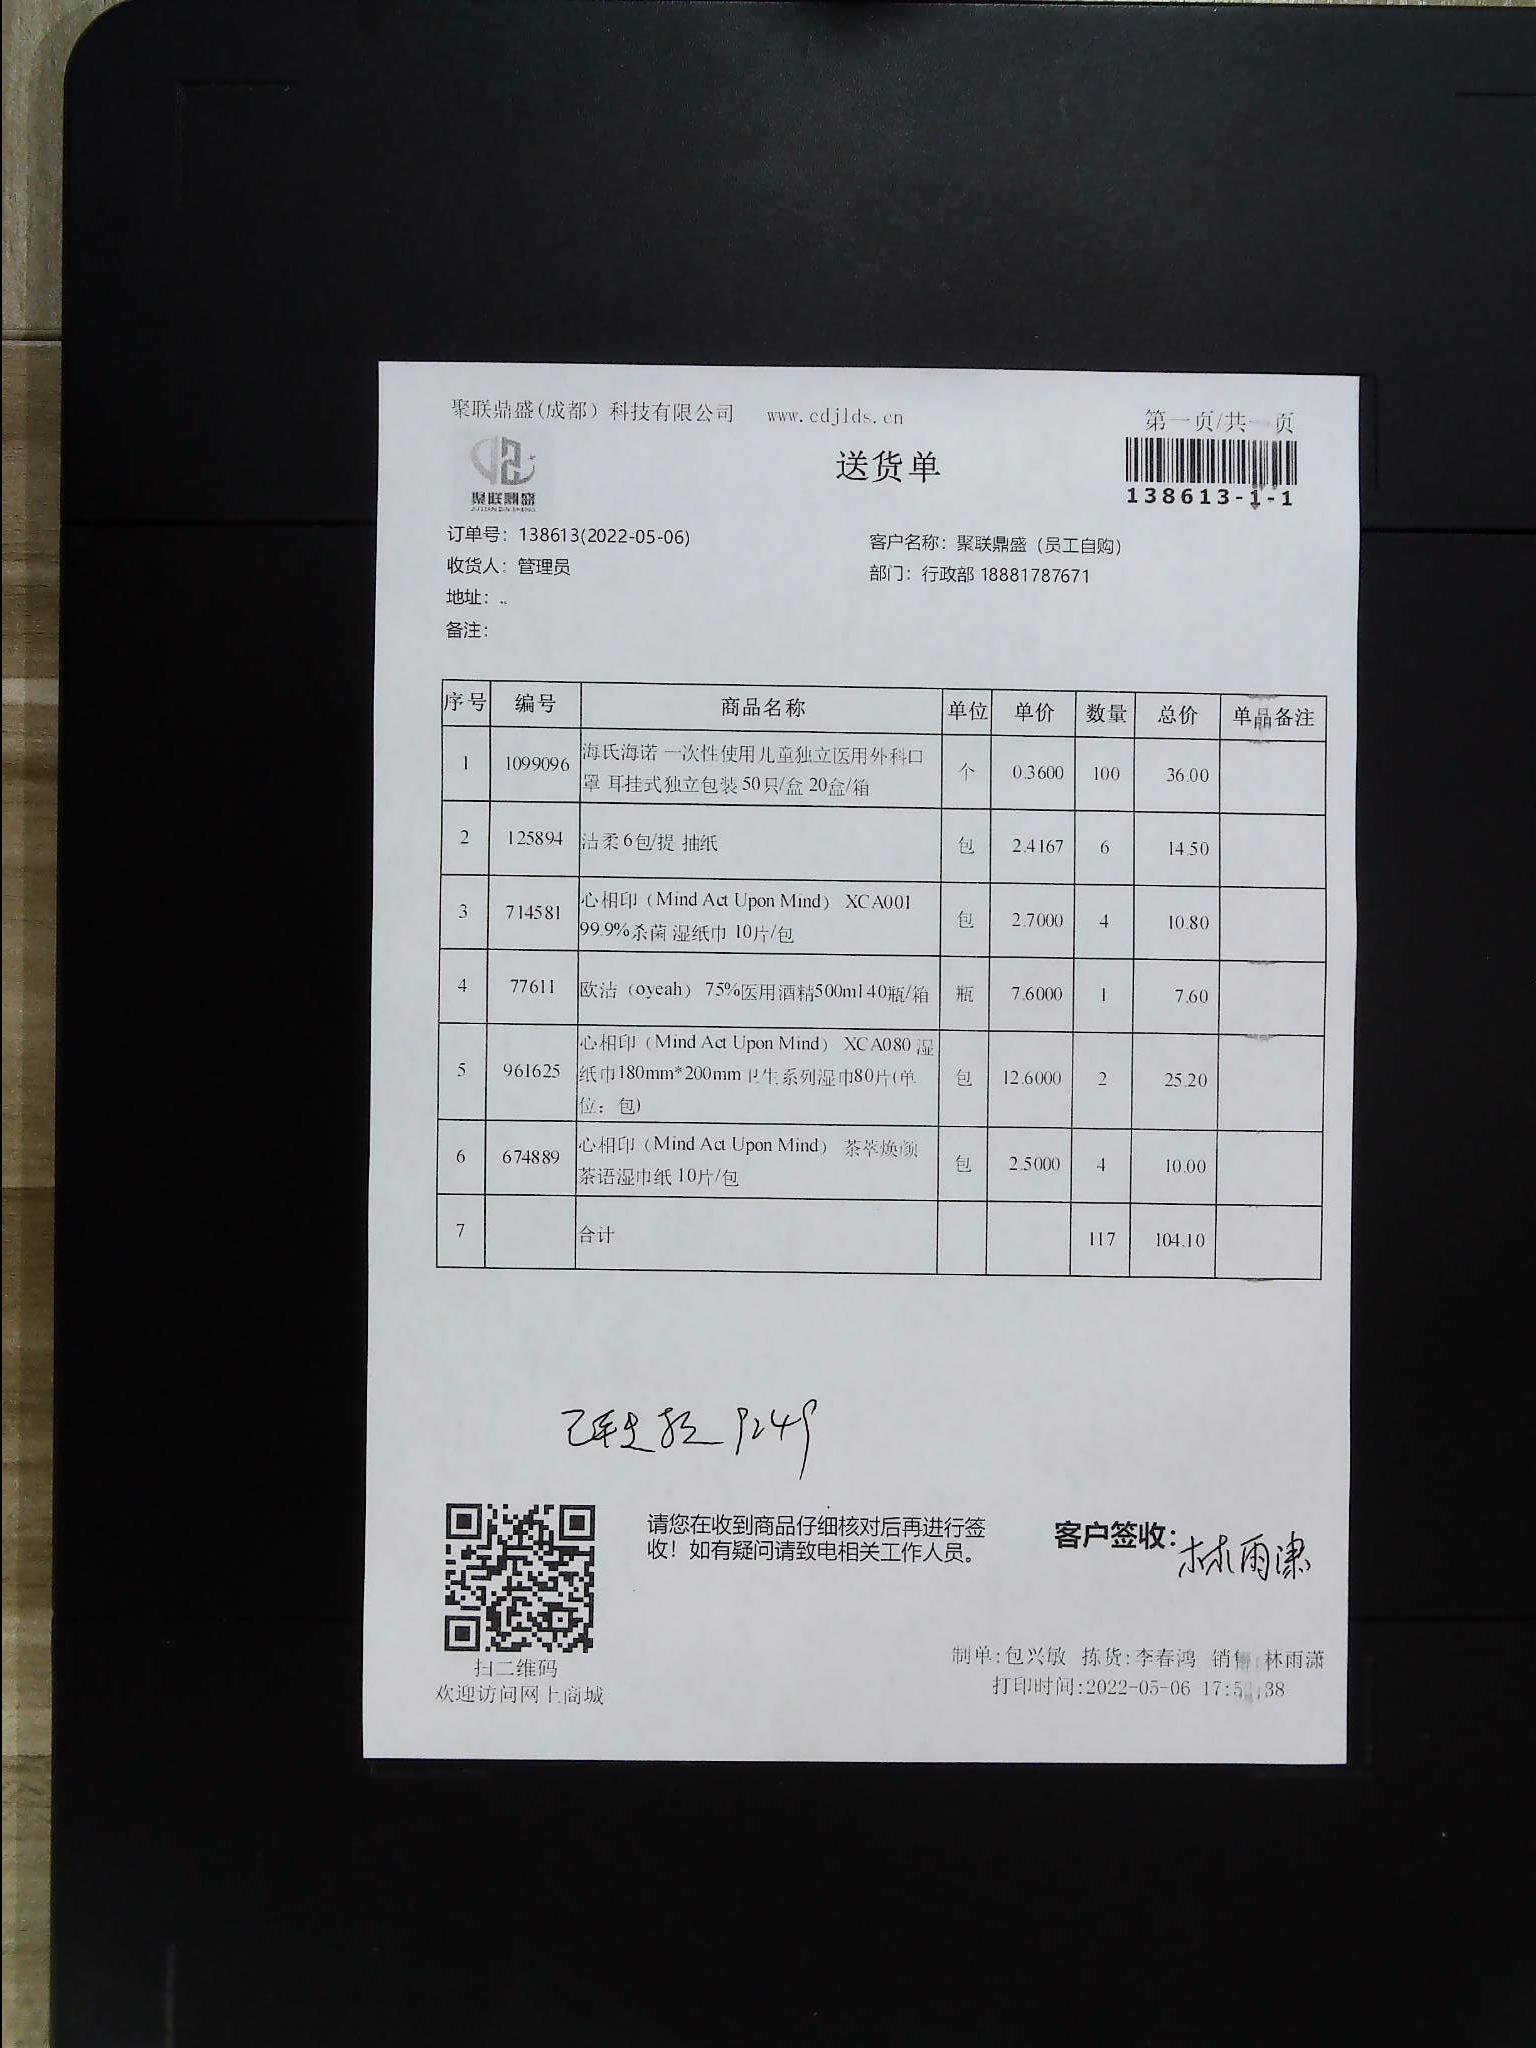 聚联鼎盛(成都）科技有限公司 www.cdjlds.cn
第一页/共一页
送货单
聚联鼎盛
138613-1-1
订单号：138613(2022-05-06)
客户名称：聚联鼎盛（员工自购）
收货人：管理员
部门：行政部 18881787671
地址：..
备注：
序号 编号 商品名称 单位 单价 数量 总价 单品备注
1 1099096 海氏海诺 一次性使用儿童独立医用外科口
罩 耳挂式独立包装 50只/盒 20盒/箱 个 0.3600 100 36.00
2 125894 洁柔 6包/提 抽纸 包 2.4167 6 14.50
3 714581 心相印（Mind Act Upon Mind） XCA001
99.9%杀菌 湿纸巾 10片/包 包 2.7000 4 10.80
4 77611 欧洁（oyeah） 75%医用酒精500ml 40瓶/箱 瓶 7.6000 1 7.60
5 961625 心相印（Mind Act Upon Mind） XCA080 湿
纸巾180mm*200mm 卫生系列湿巾80片(单
位：包) 包 12.6000 2 25.20
6 674889 心相印（Mind Act Upon Mind） 茶萃焕颜
茶语湿巾纸 10片/包 包 2.5000 4 10.00
7 合计 117 104.10
请您在收到商品仔细核对后再进行签
收！如有疑问请致电相关工作人员。
客户签收：林雨潇
扫二维码
欢迎访问网上商城
制单:包兴敏 拣货:李春鸿 销售:林雨潇
打印时间:2022-05-06